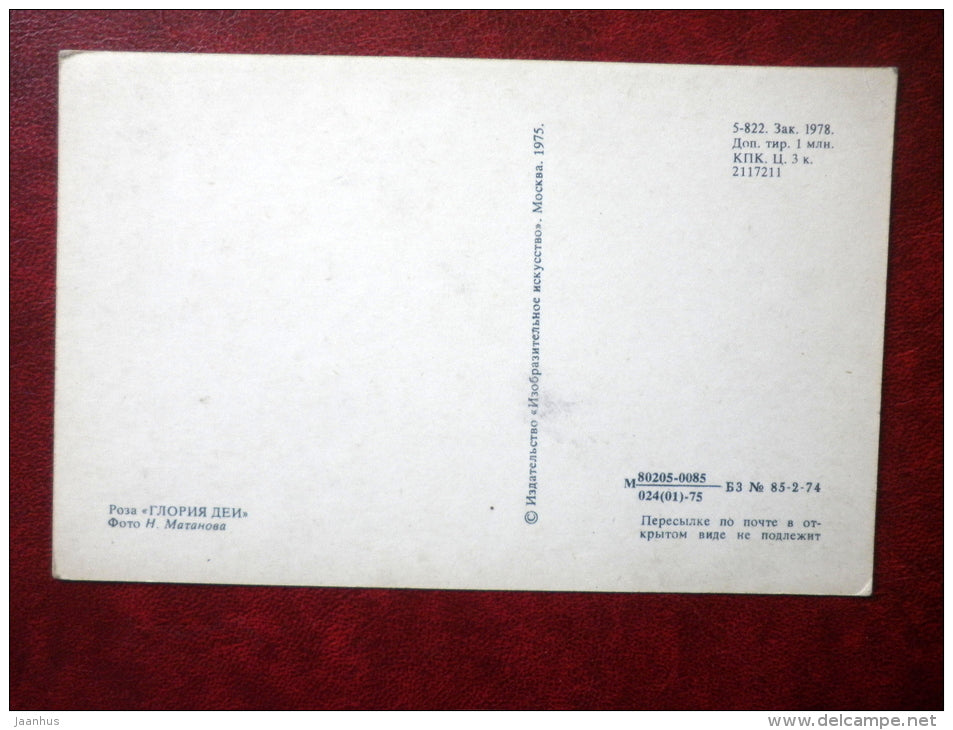 5-822. Зак. 1978.
Доп. тир. 1 млн.
КПК. Ц. 3 к.
2117211
© Издательство «Изобразительное искусство». Москва. 1975.
М 80205-0085 БЗ № 85-2-74
024(01)-75
Пересылке по почте в от-
крытом виде не подлежит
Роза «ГЛОРИЯ ДЕИ»
Фото Н. Матанова
jaanhus
www.delcampe.net